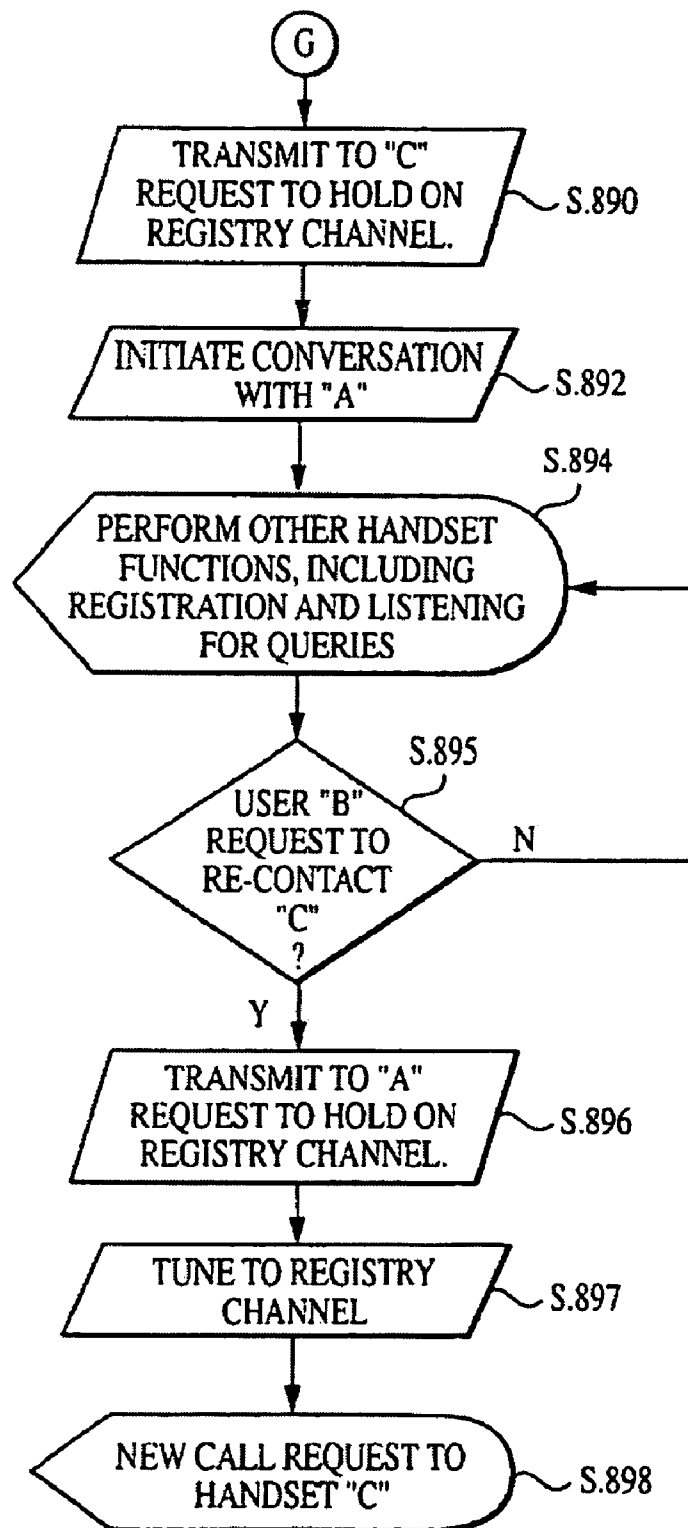 G
TRANSMIT TO "C"
REQUEST TO HOLD ON
REGISTRY CHANNEL.
S.890
INITIATE CONVERSATION
WITH "A"
S.892
S.894
PERFORM OTHER HANDSET
FUNCTIONS, INCLUDING
REGISTRATION AND LISTENING
FOR QUERIES
S.895
USER "B"
REQUEST TO
RE-CONTACT
"C"
?
N
Y
TRANSMIT TO "A"
REQUEST TO HOLD ON
REGISTRY CHANNEL.
S.896
TUNE TO REGISTRY
CHANNEL
S.897
NEW CALL REQUEST TO
HANDSET "C"
S.898